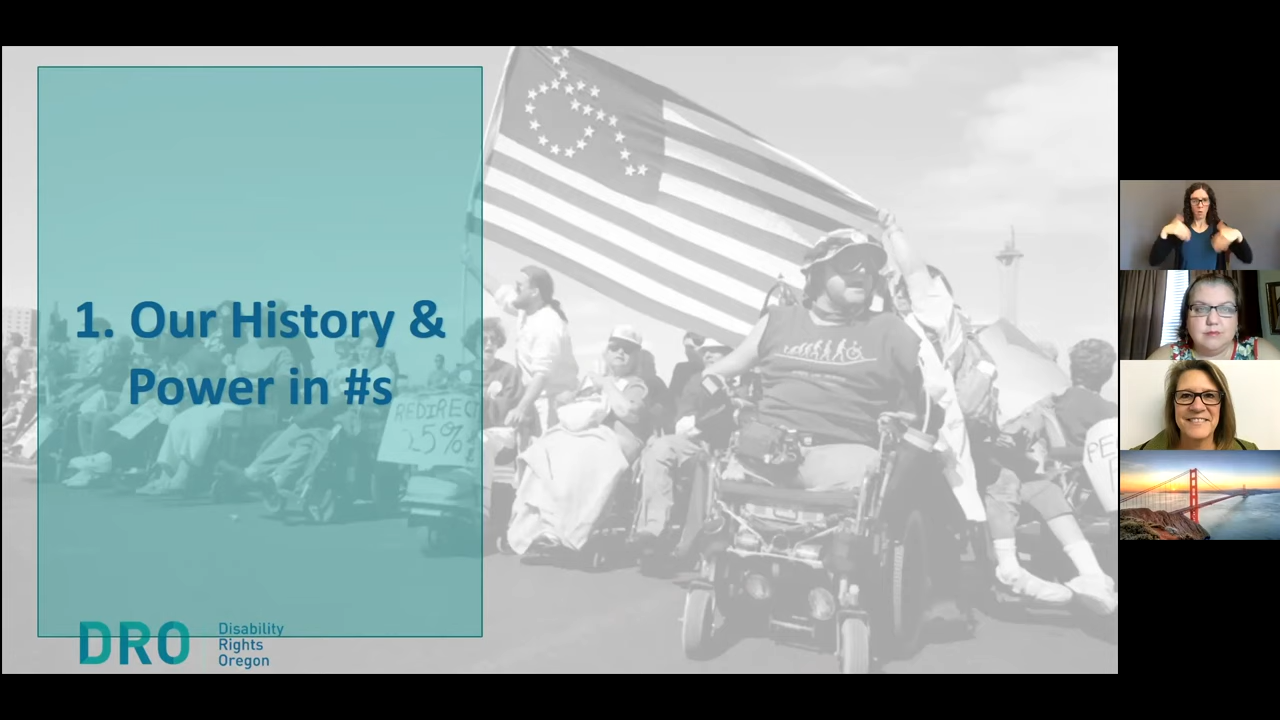 1. Our History &
Power in #s
REDIRECT
25%
DRO
Disability
Rights
Oregon